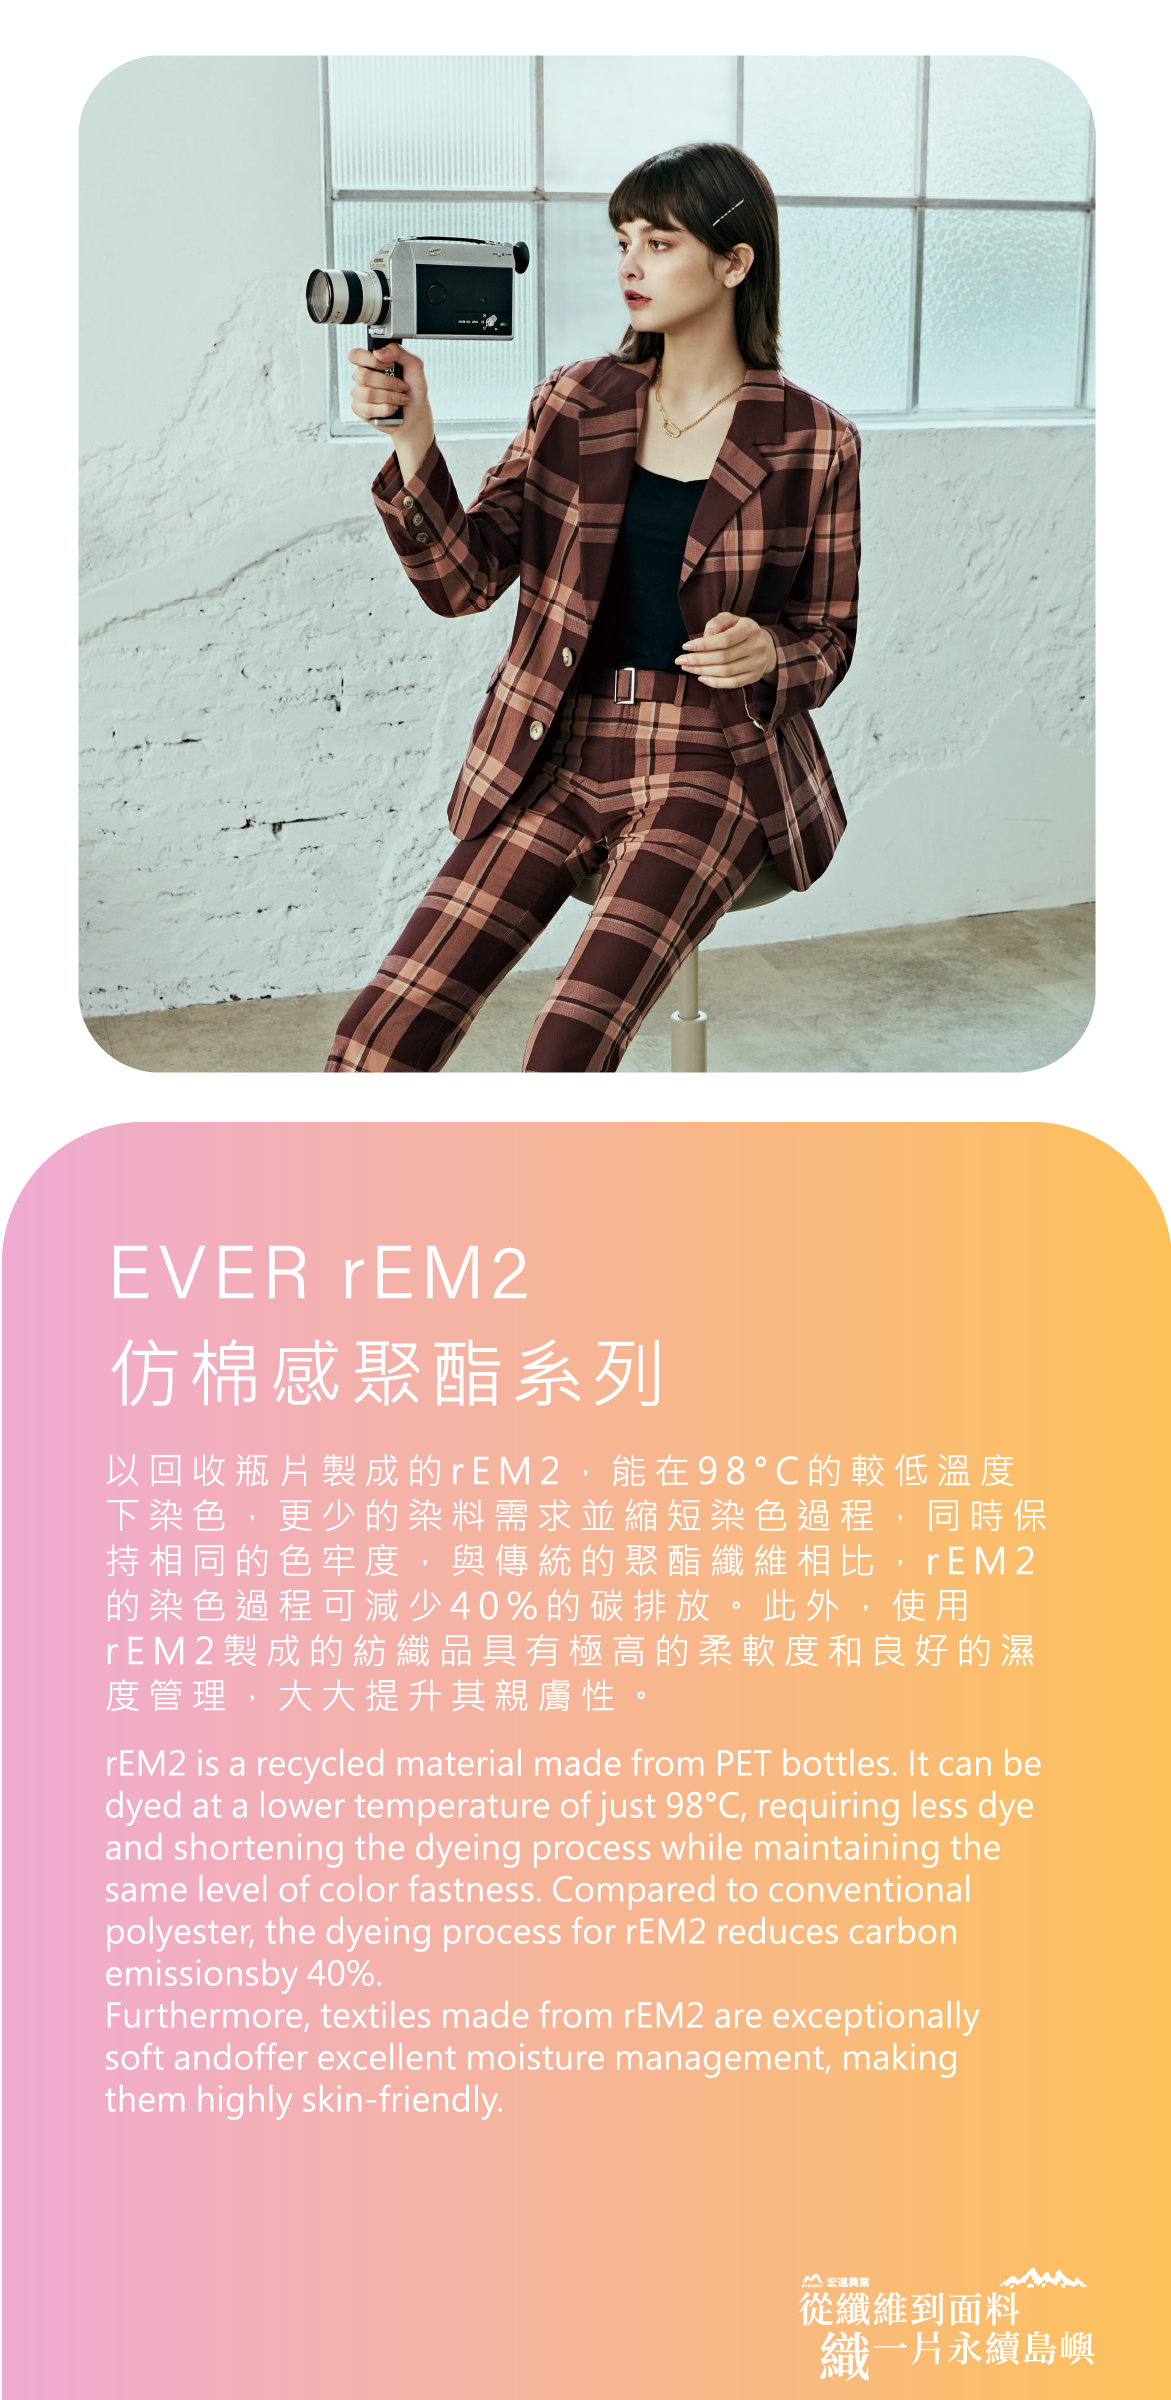 EVER rEM2
仿棉感聚酯系列
以回收瓶片製成的rEM2，能在98°C的較低溫度
下染色，更少的染料需求並縮短染色過程，同時保
持相同的色牢度，與傳統的聚酯纖維相比，rEM2
的染色過程可減少40%的碳排放。此外，使用
rEM2製成的紡織品具有極高的柔軟度和良好的濕
度管理，大大提升其親膚性。
rEM2 is a recycled material made from PET bottles. It can be
dyed at a lower temperature of just 98°C, requiring less dye
and shortening the dyeing process while maintaining the
same level of color fastness. Compared to conventional
polyester, the dyeing process for rEM2 reduces carbon
emissionsby 40%.
Furthermore, textiles made from rEM2 are exceptionally
soft andoffer excellent moisture management, making
them highly skin-friendly.
宏遠興業
從纖維到面料
織一片永續島嶼